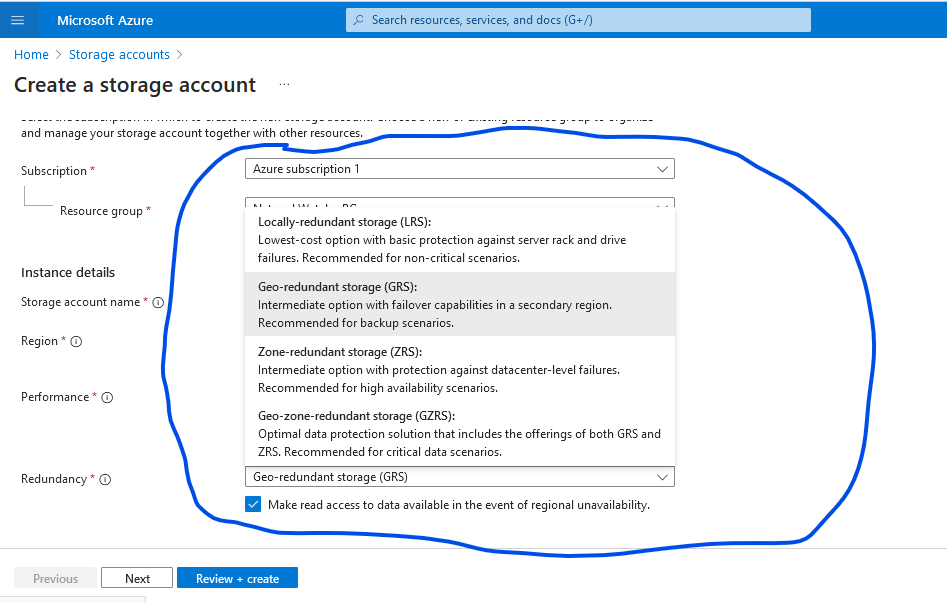 Microsoft Azure
Search resources, services, and docs (G+/)
Home > Storage accounts >
Create a storage account ...
and manage your storage account together with other resources.
Subscription *
Azure subscription 1
Resource group *
Locally-redundant storage (LRS):
Lowest-cost option with basic protection against server rack and drive
failures. Recommended for non-critical scenarios.
Instance details
Geo-redundant storage (GRS):
Storage account name *
Intermediate option with failover capabilities in a secondary region.
Recommended for backup scenarios.
Region *
Zone-redundant storage (ZRS):
Intermediate option with protection against datacenter-level failures.
Recommended for high availability scenarios.
Performance *
Geo-zone-redundant storage (GZRS):
Optimal data protection solution that includes the offerings of both GRS and
ZRS. Recommended for critical data scenarios.
Redundancy *
Geo-redundant storage (GRS)
Make read access to data available in the event of regional unavailability.
Previous
Next
Review + create